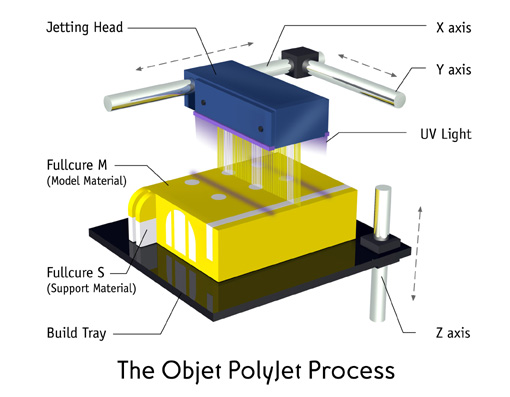 Jetting Head
X axis
Y axis
UV Light
Fullcure M
(Model Material)
Fullcure S
(Support Material)
Build Tray
Z axis
The Objet PolyJet Process